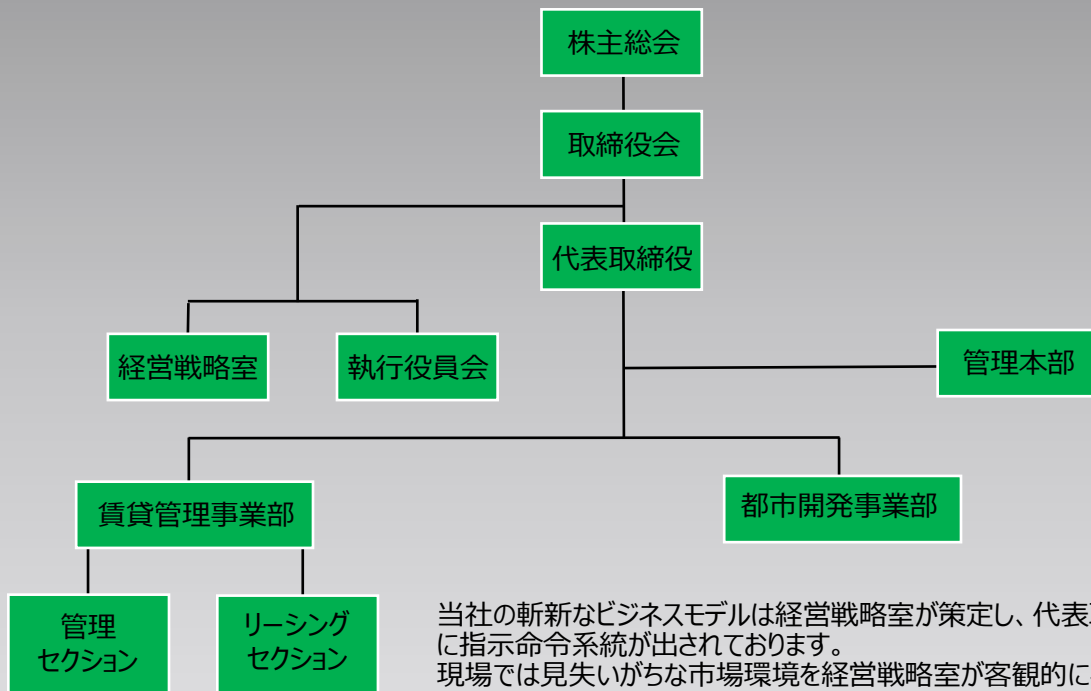 株主総会
取締役会
代表取締役
経営戦略室
執行役員会
管理本部
賃貸管理事業部
都市開発事業部
管理
セクション
リーシング
セクション
当社の斬新なビジネスモデルは経営戦略室が策定し、代表
に指示命令系統が出されております。
現場では見失いがちな市場環境を経営戦略室が客観的に